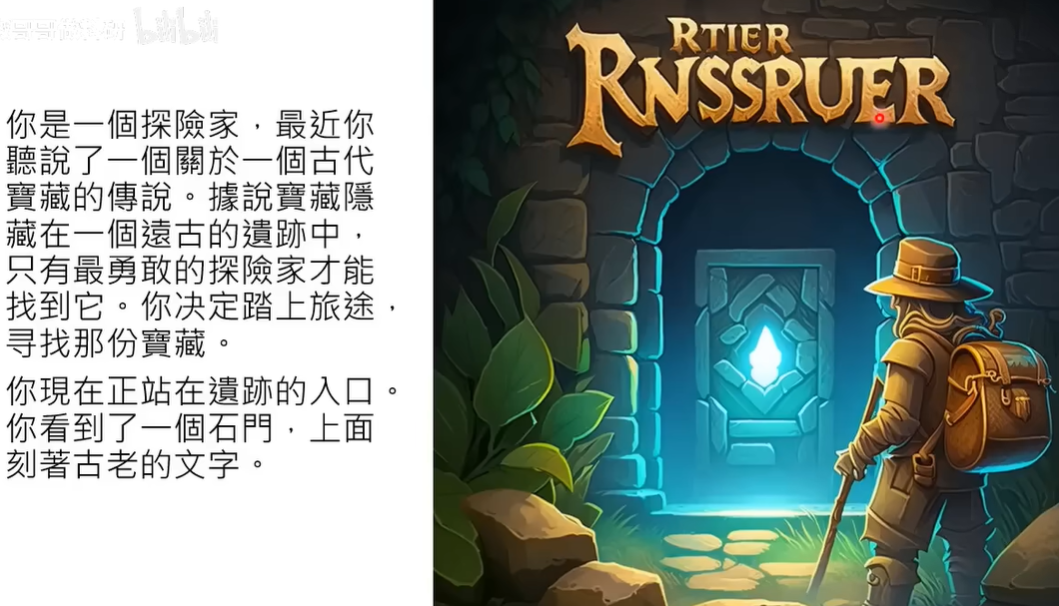 你是一個探險家，最近你
聽說了一個關於一個古代
寶藏的傳說。據說寶藏隱
藏在一個遠古的遺跡中，
只有最勇敢的探險家才能
找到它。你决定踏上旅途，
尋找那份寶藏。
你現在正站在遺跡的入口。
你看到了一個石門，上面
刻著古老的文字。
RTIER
RNSSRUER
bilibili